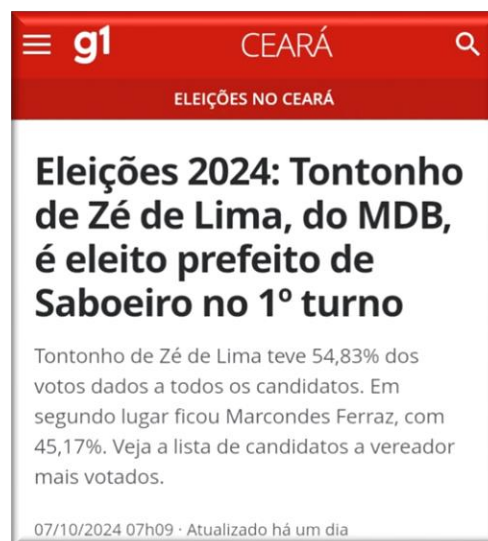 g1 CEARÁ
ELEIÇÕES NO CEARÁ
Eleições 2024: Tontonho
de Zé de Lima, do MDB,
é eleito prefeito de
Saboeiro no 1º turno
Tontonho de Zé de Lima teve 54,83% dos
votos dados a todos os candidatos. Em
segundo lugar ficou Marcondes Ferraz, com
45,17%. Veja a lista de candidatos a vereador
mais votados.
07/10/2024 07h09 · Atualizado há um dia